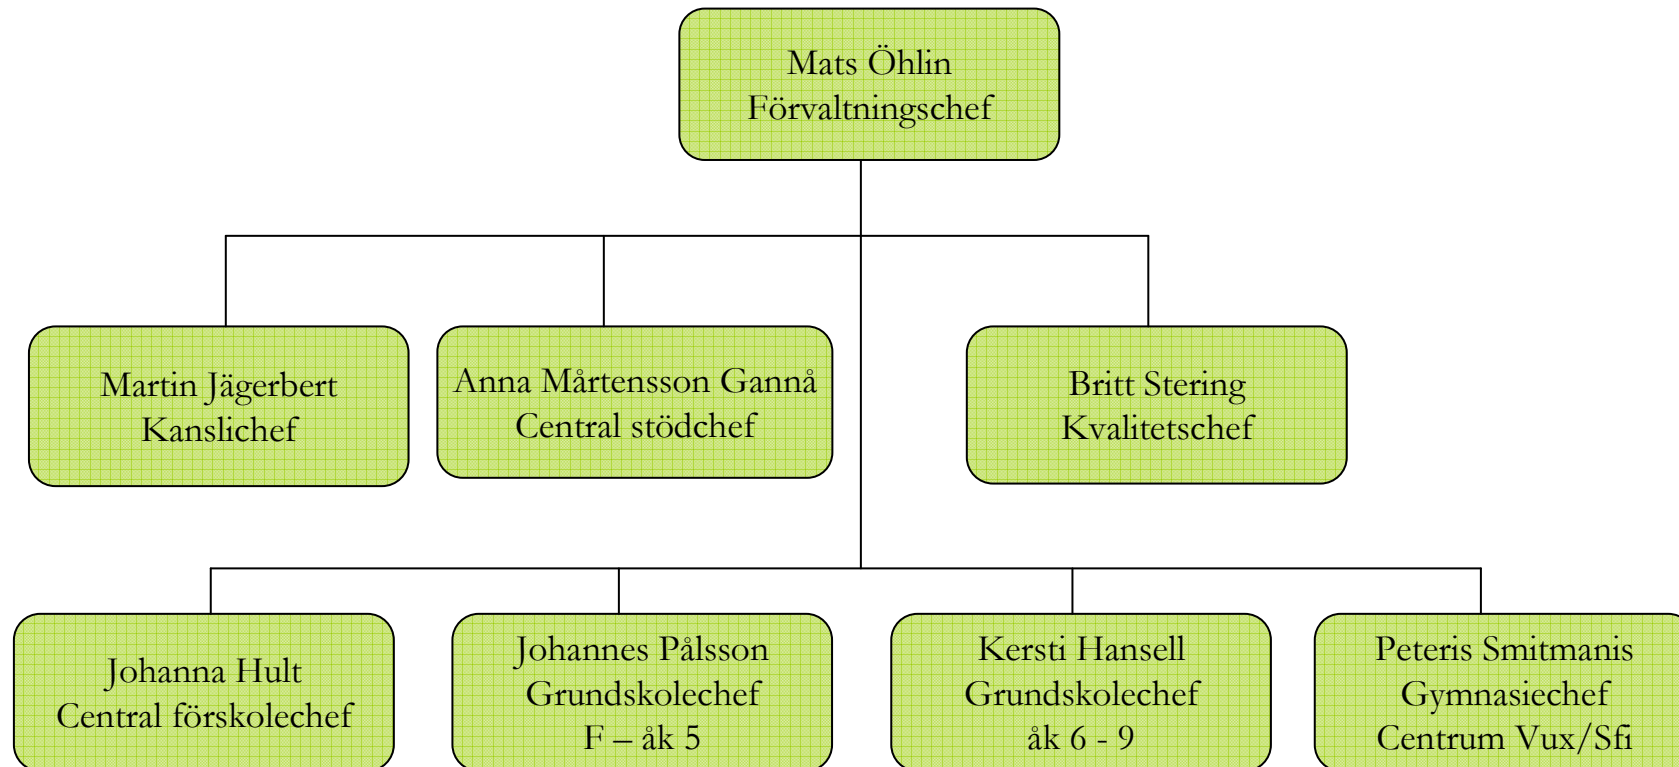 Mats Öhlin
Förvaltningschef
Martin Jägerbert
Kanslichef
Anna Mårtensson Gannå
Central stödchef
Britt Stering
Kvalitetschef
Johanna Hult
Central förskolechef
Johannes Pålsson
Grundskolechef
F – åk 5
Kersti Hansell
Grundskolechef
åk 6 - 9
Peteris Smitmanis
Gymnasiechef
Centrum Vux/Sfi